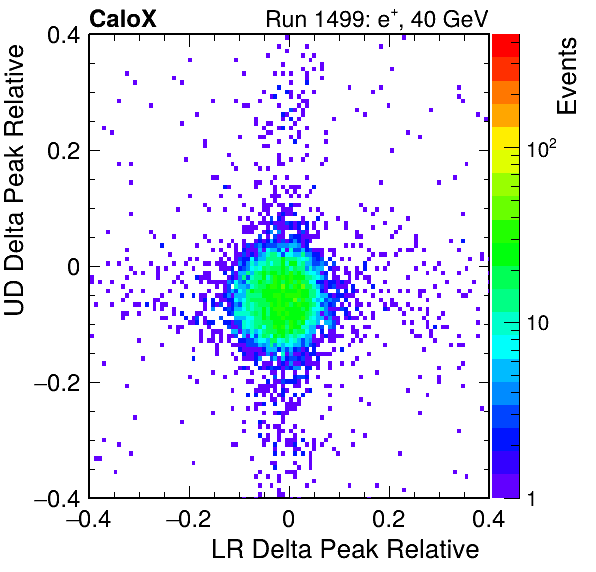 CaloX Run 1499: e⁺, 40 GeV
UD Delta Peak Relative
Events
0.4
0.2
0
−0.2
−0.4
10²
10
1
−0.4 −0.2 0 0.2 0.4
LR Delta Peak Relative